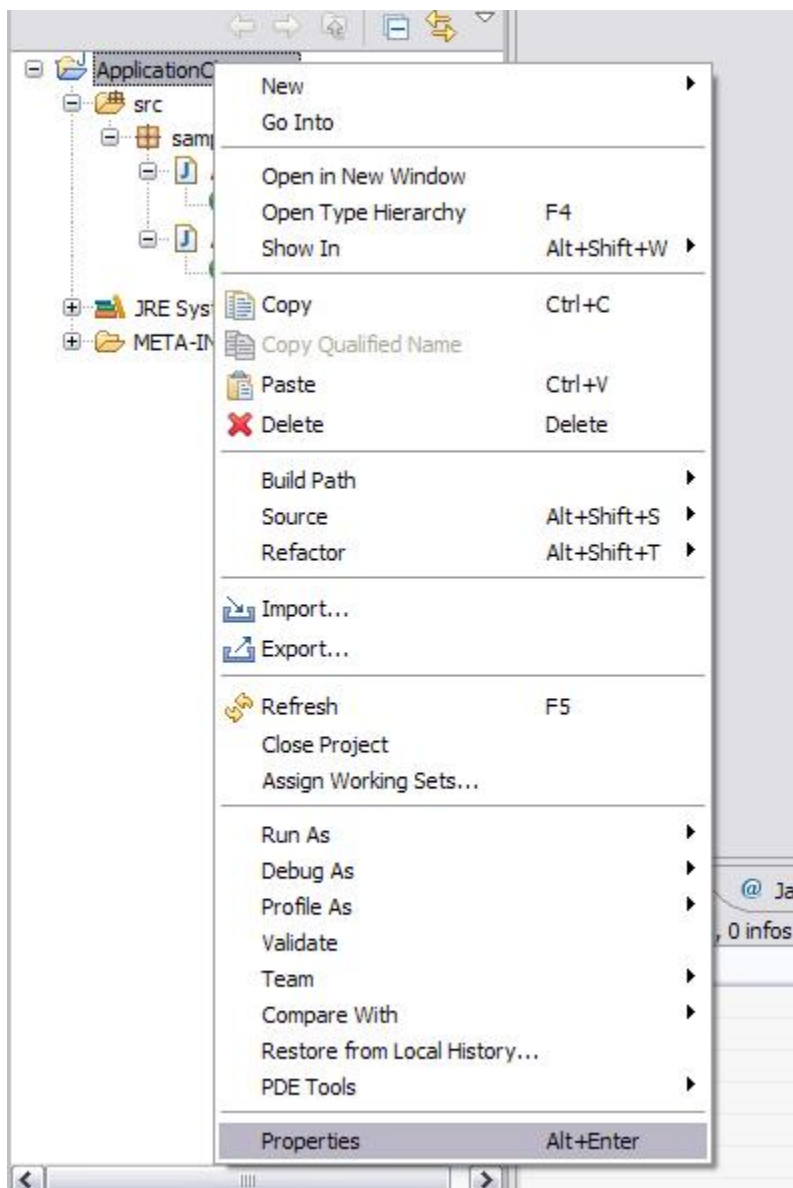 ApplicationC
New
Go Into
src
Open in New Window
Open Type Hierarchy F4
Show In Alt+Shift+W
JRE Sys
Copy Ctrl+C
META-IN
Copy Qualified Name
Paste Ctrl+V
Delete Delete
Build Path
Source Alt+Shift+S
Refactor Alt+Shift+T
Import...
Export...
Refresh F5
Close Project
Assign Working Sets...
Run As
Debug As
Profile As
@ Ja
, 0 infos
Validate
Team
Compare With
Restore from Local History...
PDE Tools
Properties Alt+Enter